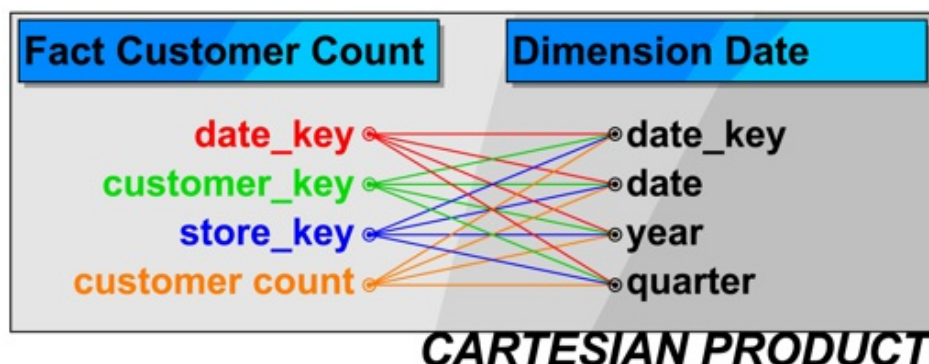 Fact Customer Count
Dimension Date
date_key
date_key
customer_key
date
store_key
year
customer count
quarter
CARTESIAN PRODUCT